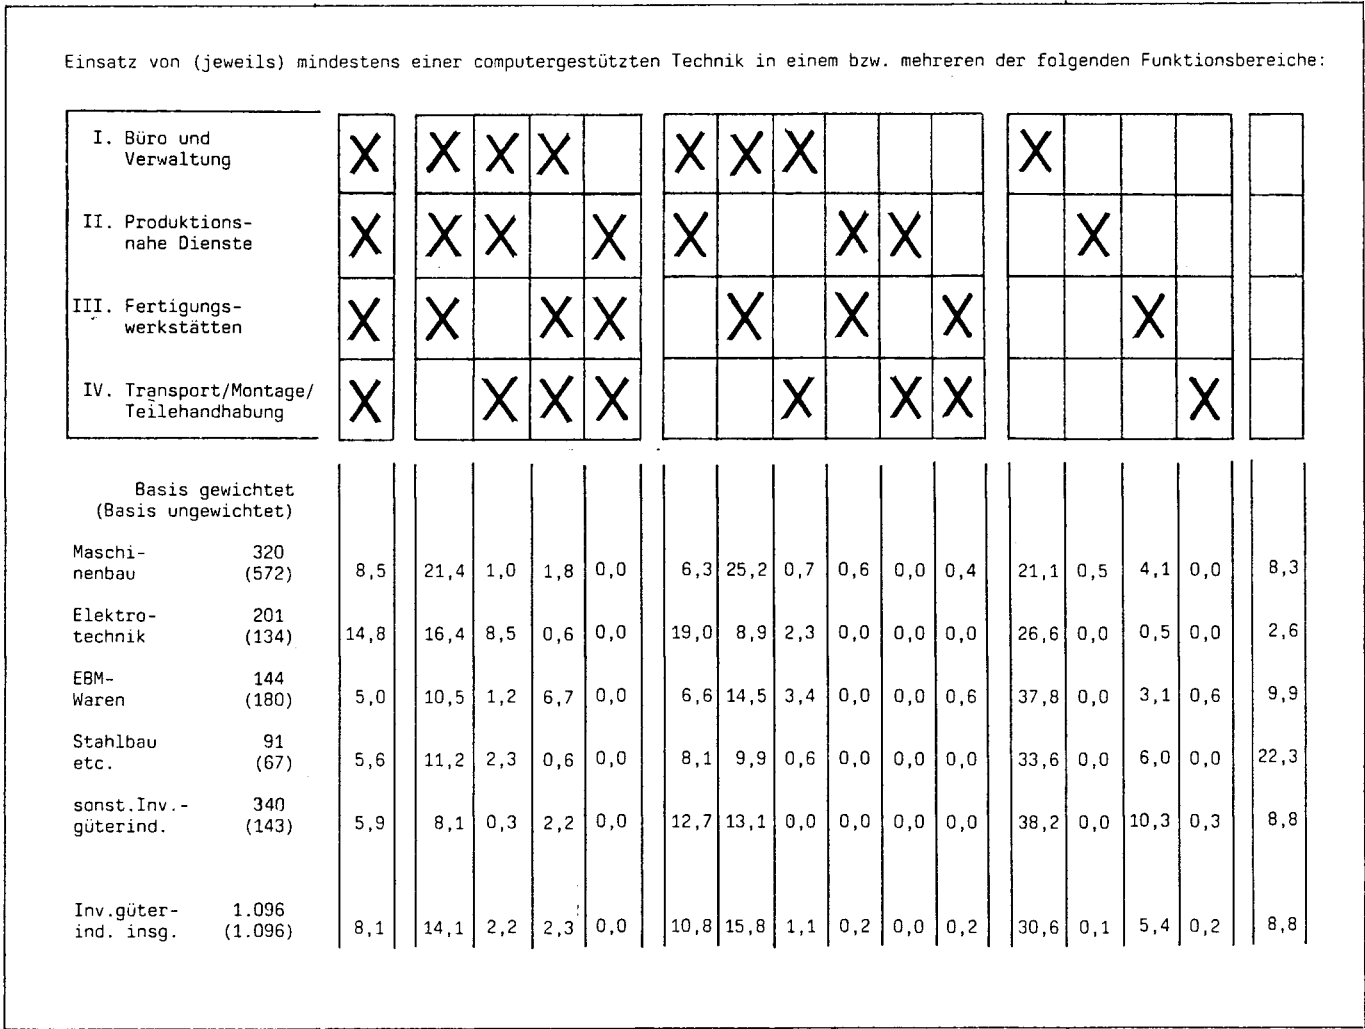 Einsatz von (jeweils) mindestens einer computergestützten Technik in einem bzw. mehreren der folgenden Funktionsbereiche:
I. Büro und
Verwaltung X X X X X X X X
II. Produktions-
nahe Dienste X X X X X X X X
III. Fertigungs-
werkstätten X X X X X X X X
IV. Transport/Montage/
Teilehandhabung X X X X X X X X
Basis gewichtet
(Basis ungewichtet)
Maschi- 320
nenbau (572) 8,5 21,4 1,0 1,8 0,0 6,3 25,2 0,7 0,6 0,0 0,4 21,1 0,5 4,1 0,0 8,3
Elektro- 201
technik (134) 14,8 16,4 8,5 0,6 0,0 19,0 8,9 2,3 0,0 0,0 0,0 26,6 0,0 0,5 0,0 2,6
EBM- 144
Waren (180) 5,0 10,5 1,2 6,7 0,0 6,6 14,5 3,4 0,0 0,0 0,6 37,8 0,0 3,1 0,6 9,9
Stahlbau 91
etc. (67) 5,6 11,2 2,3 0,6 0,0 8,1 9,9 0,6 0,0 0,0 0,0 33,6 0,0 6,0 0,0 22,3
sonst.Inv.- 340
güterind. (143) 5,9 8,1 0,3 2,2 0,0 12,7 13,1 0,0 0,0 0,0 0,0 38,2 0,0 10,3 0,3 8,8
Inv.güter- 1.096
ind. insg. (1.096) 8,1 14,1 2,2 2,3 0,0 10,8 15,8 1,1 0,2 0,0 0,2 30,6 0,1 5,4 0,2 8,8